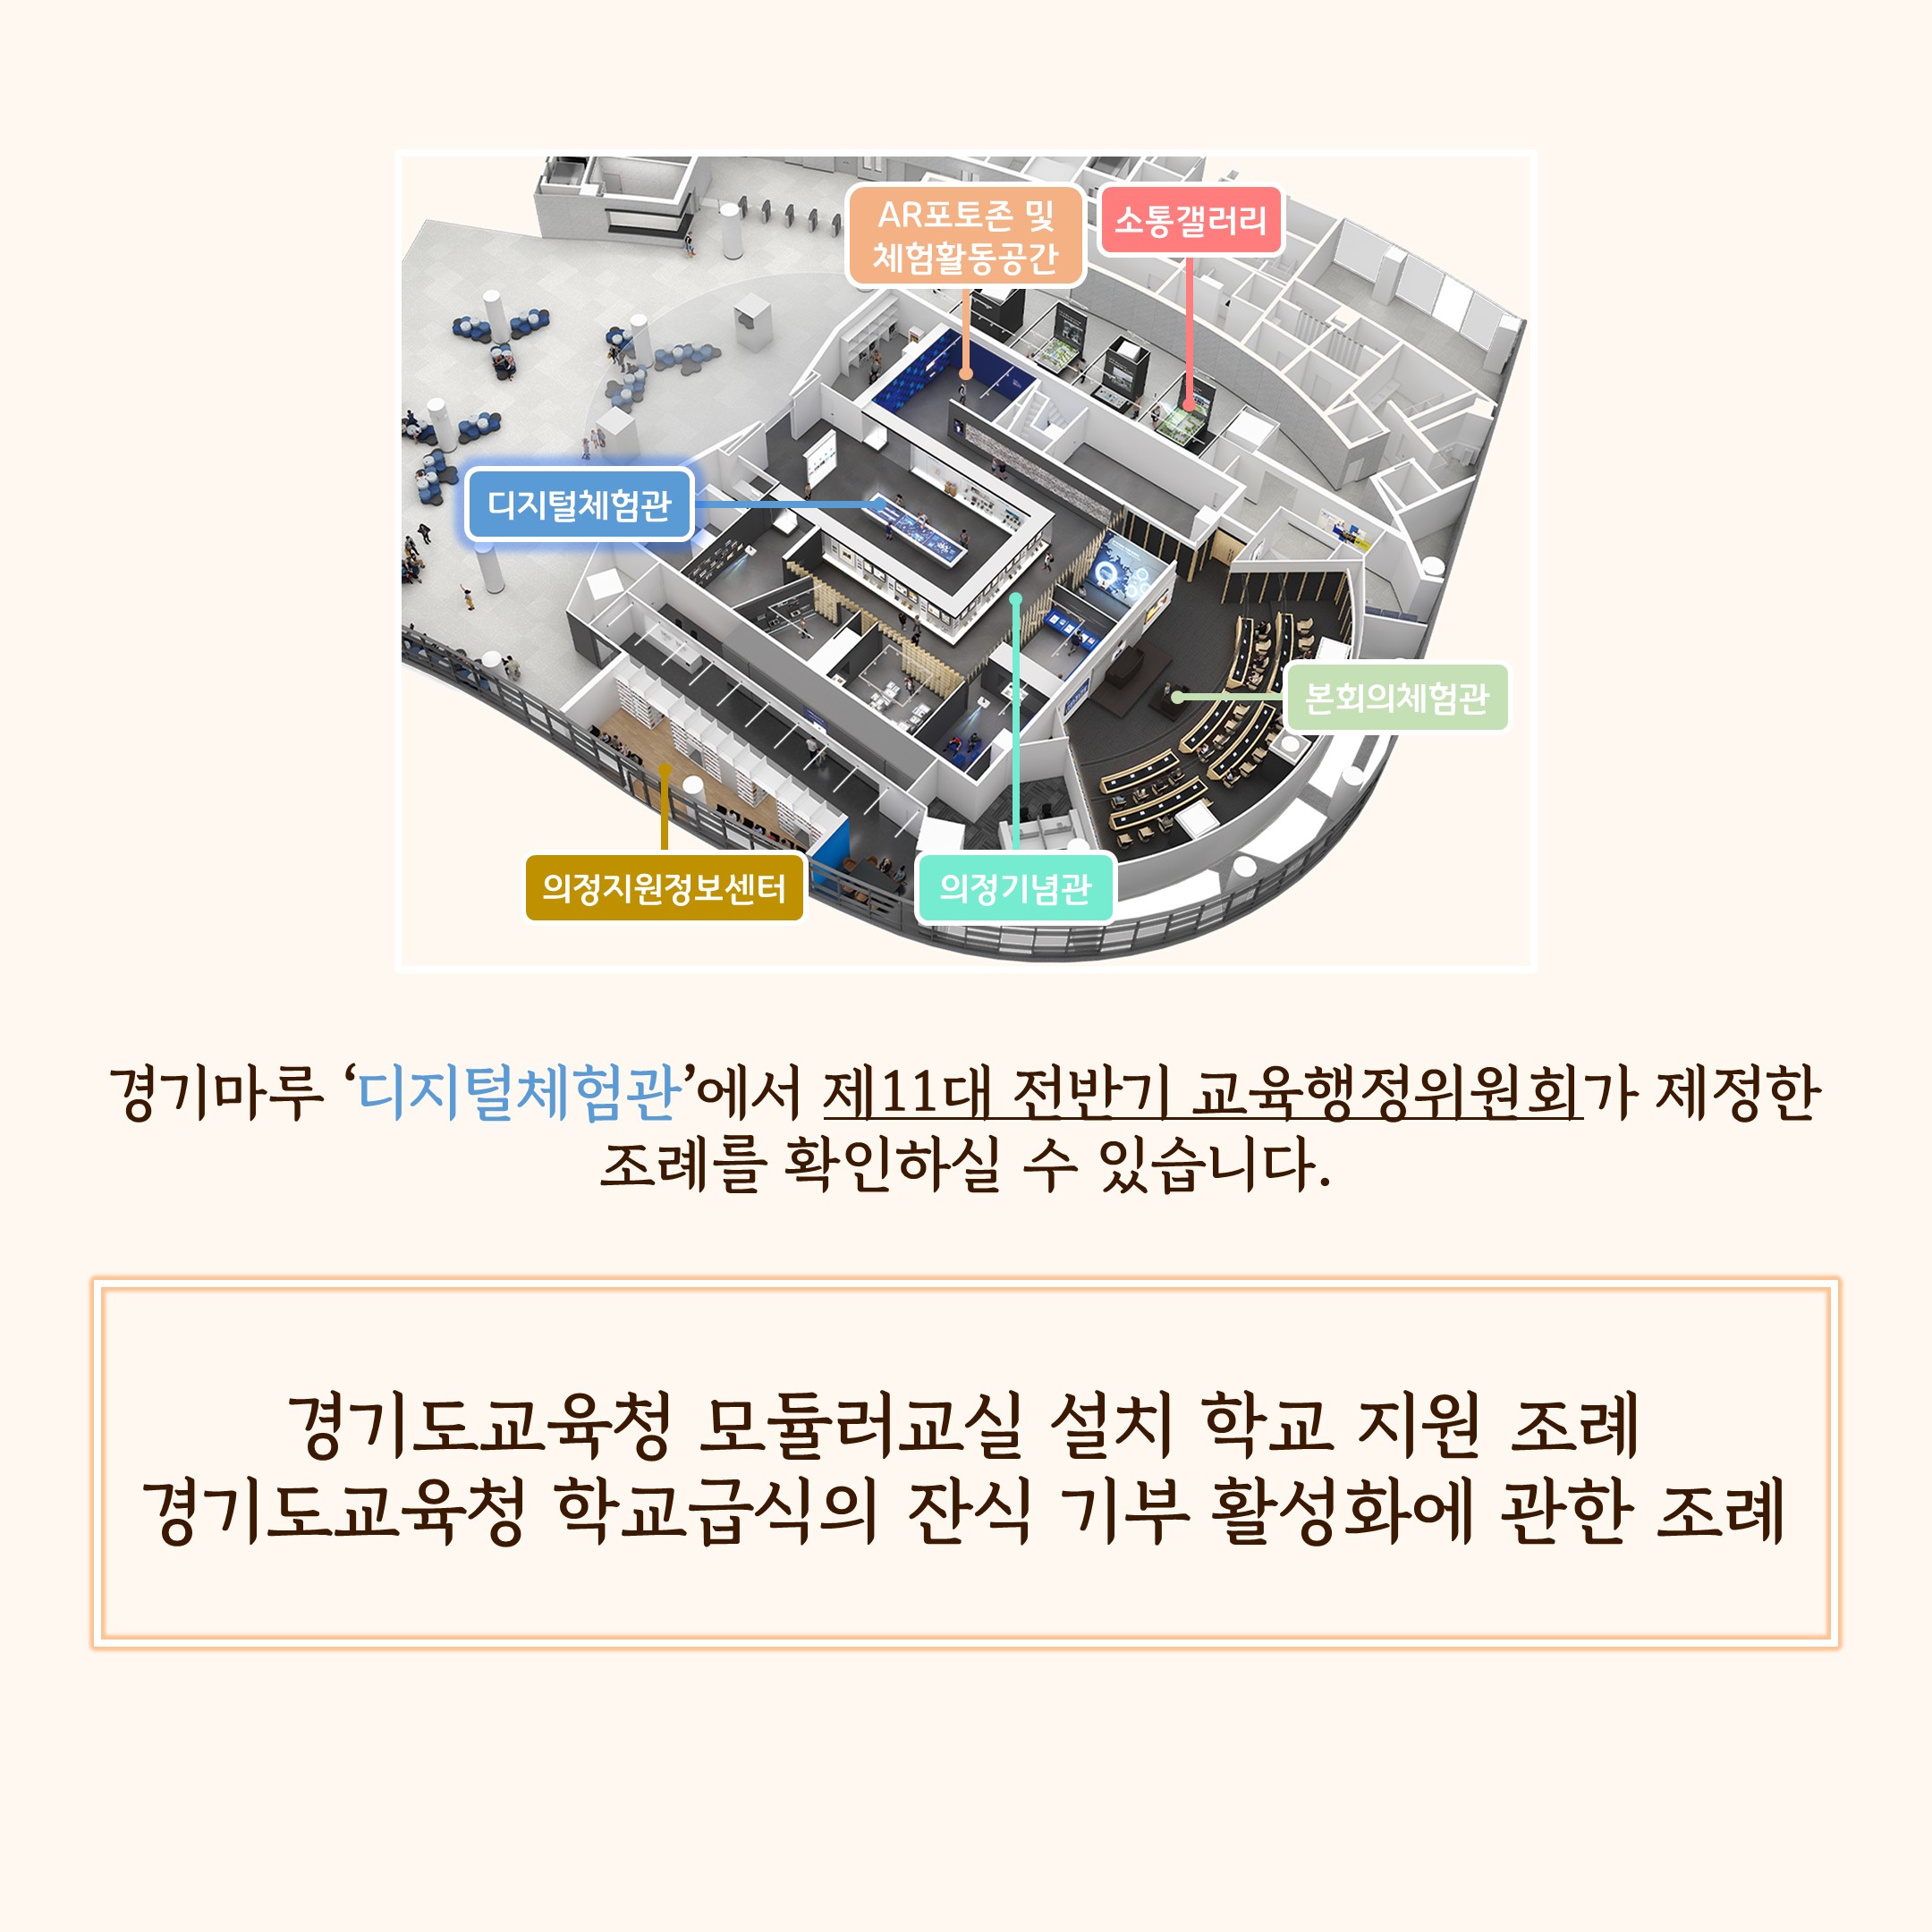 AR포토존 및
체험활동공간
소통갤러리
디지털체험관
본회의체험관
의정지원정보센터
의정기념관
경기마루 ‘디지털체험관’에서 제11대 전반기 교육행정위원회가 제정한
조례를 확인하실 수 있습니다.
경기도교육청 모듈러교실 설치 학교 지원 조례
경기도교육청 학교급식의 잔식 기부 활성화에 관한 조례